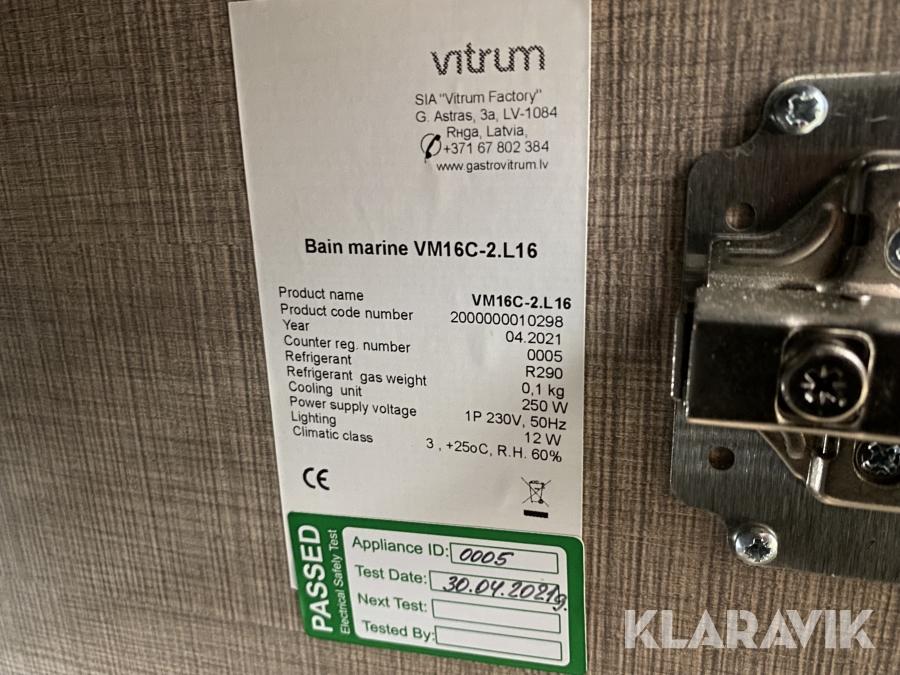 vitrum
SIA "Vitrum Factory"
G. Astras, 3a, LV-1084
Rнga, Latvia,
+371 67 802 384
www.gastrovitrum.lv
Bain marine VM16C-2.L16
Product name VM16C-2.L16
Product code number 2000000010298
Year 04.2021
Counter reg. number 0005
Refrigerant R290
Refrigerant gas weight 0,1 kg
Cooling unit 250 W
Power supply voltage 1P 230V, 50Hz
Lighting 12 W
Climatic class 3 , +25oC, R.H. 60%
CE
PASSED
Electrical Safety Test
Appliance ID: 0005
Test Date: 30.04.2021g.
Next Test:
Tested By:
KLARAVIK